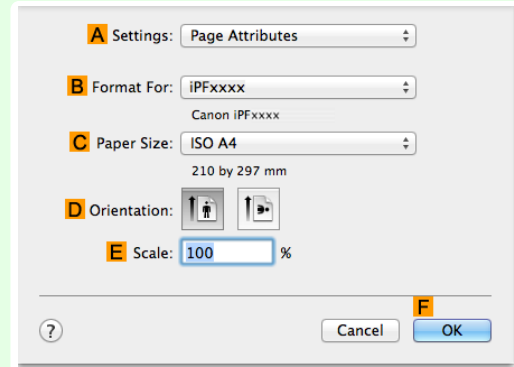 A Settings: Page Attributes
B Format For: iPFxxxx
Canon iPFxxxx
C Paper Size: ISO A4
210 by 297 mm
D Orientation:
E Scale: 100 %
F
? Cancel OK